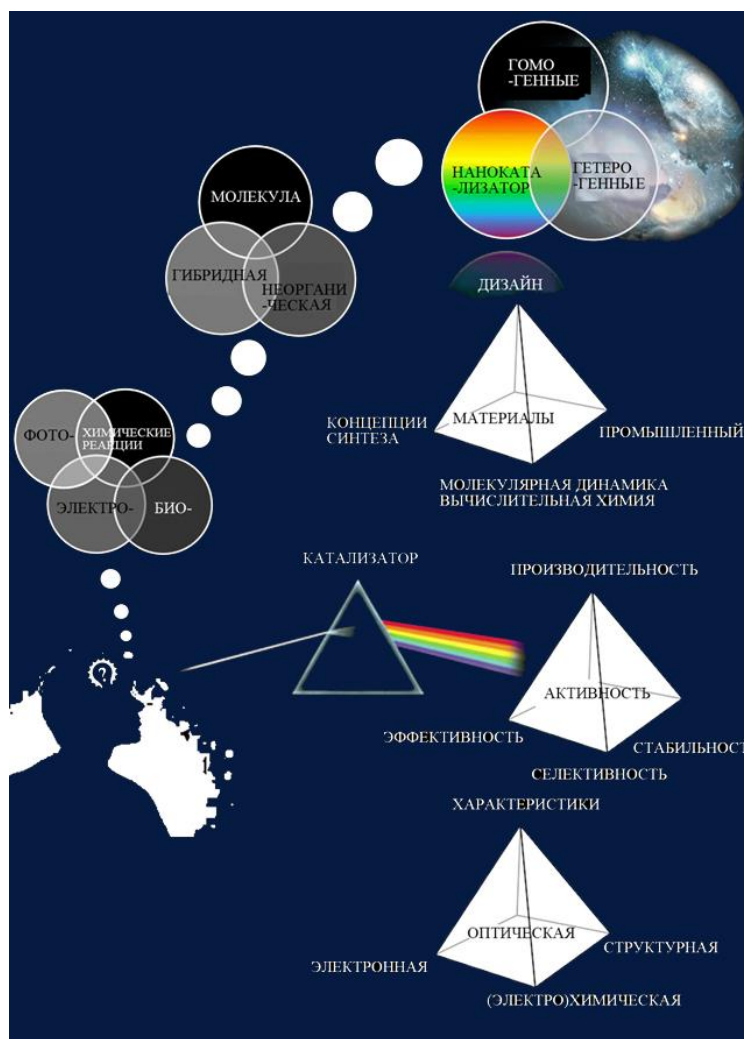 ГОМО
-ГЕННЫЕ
НАНОКАТА
-ЛИЗАТОР
ГЕТЕРО
-ГЕННЫЕ
МОЛЕКУЛА
ГИБРИДНАЯ
НЕОРГАНИ
-ЧЕСКАЯ
ДИЗАЙН
МАТЕРИАЛЫ
КОНЦЕПЦИИ
СИНТЕЗА
ПРОМЫШЛЕННЫЙ
МОЛЕКУЛЯРНАЯ ДИНАМИКА
ВЫЧИСЛИТЕЛЬНАЯ ХИМИЯ
ФОТО-
ХИМИЧЕСКИЕ
РЕАКЦИИ
ЭЛЕКТРО-
БИО-
КАТАЛИЗАТОР
ПРОИЗВОДИТЕЛЬНОСТЬ
АКТИВНОСТЬ
ЭФФЕКТИВНОСТЬ
СТАБИЛЬНОСТ
СЕЛЕКТИВНОСТЬ
?
ХАРАКТЕРИСТИКИ
ОПТИЧЕСКАЯ
ЭЛЕКТРОННАЯ
СТРУКТУРНАЯ
(ЭЛЕКТРО)ХИМИЧЕСКАЯ